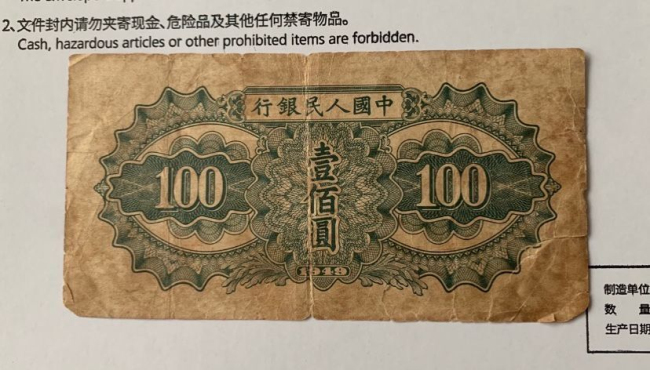 2、文件封内请勿夹寄现金、危险品及其他任何禁寄物品。
Cash, hazardous articles or other prohibited items are forbidden.
行銀民人國中
100
壹佰圓
100
1949
制造单位
数 量
生产日期